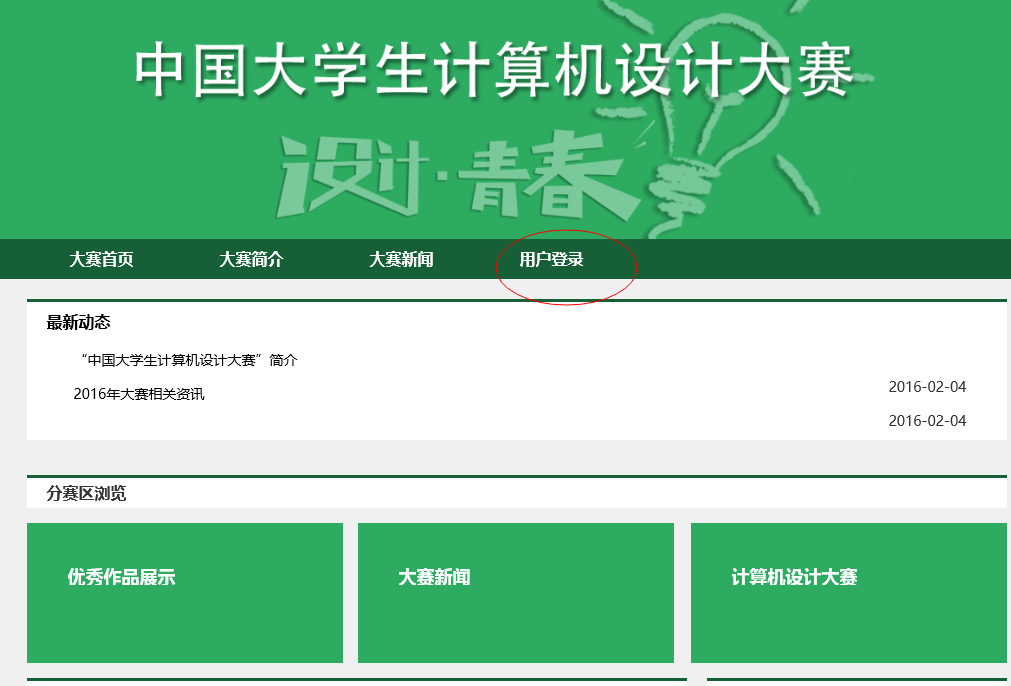 中国大学生计算机设计大赛
设计·青春
大赛首页 大赛简介 大赛新闻 用户登录
最新动态
“中国大学生计算机设计大赛”简介
2016-02-04
2016年大赛相关资讯
2016-02-04
分赛区浏览
优秀作品展示 大赛新闻 计算机设计大赛